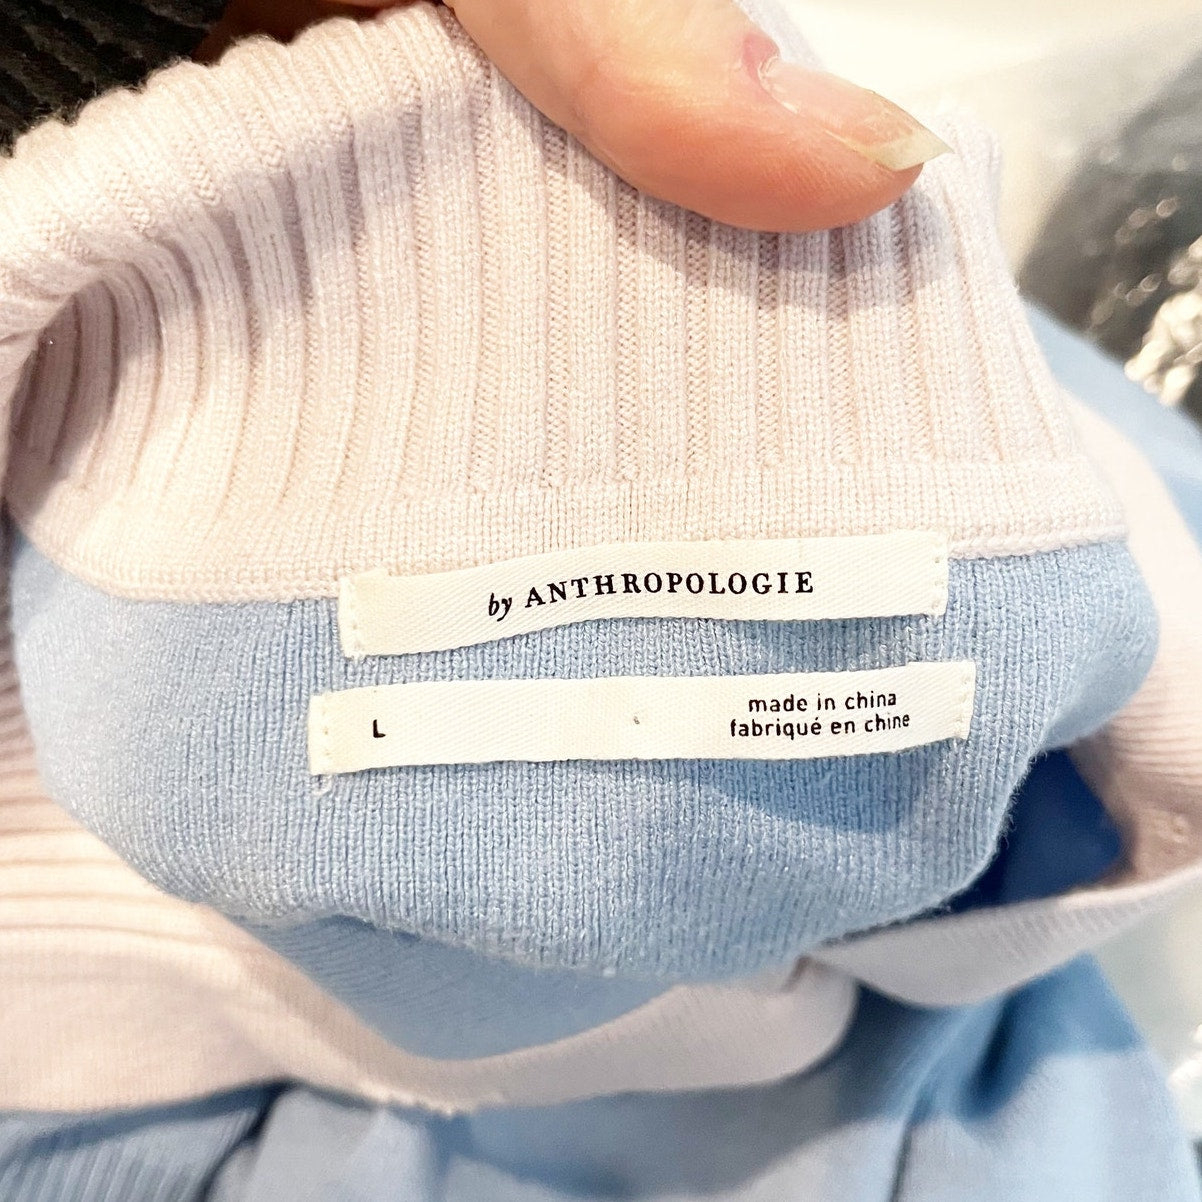 by ANTHROPOLOGIE
L
made in china
fabriqué en chine